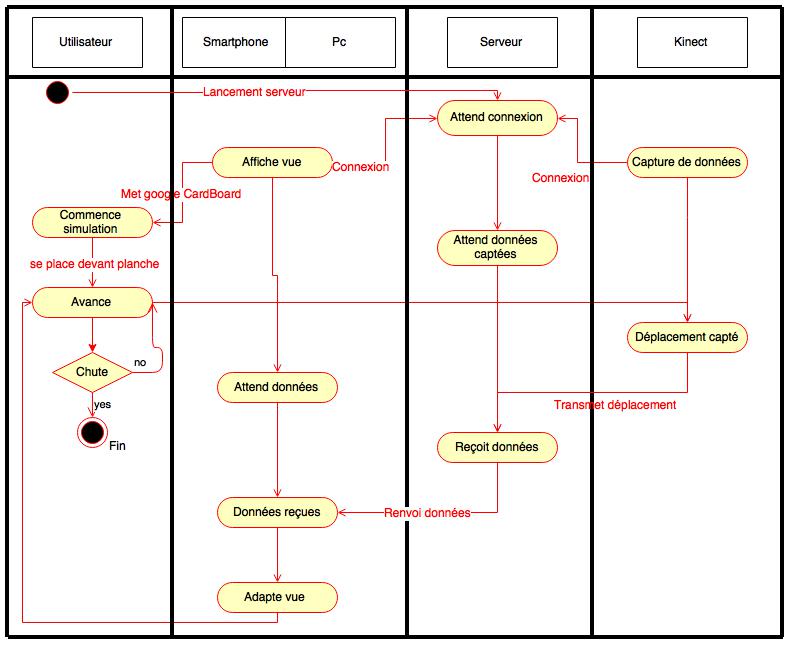 Utilisateur
Smartphone
Pc
Serveur
Kinect
Lancement serveur
Attend connexion
Affiche vue
Connexion
Capture de données
Connexion
Met google CardBoard
Commence
simulation
Attend données
captées
se place devant planche
Avance
Déplacement capté
Chute
no
Attend données
yes
Transmet déplacement
Fin
Reçoit données
Données reçues
Renvoi données
Adapte vue